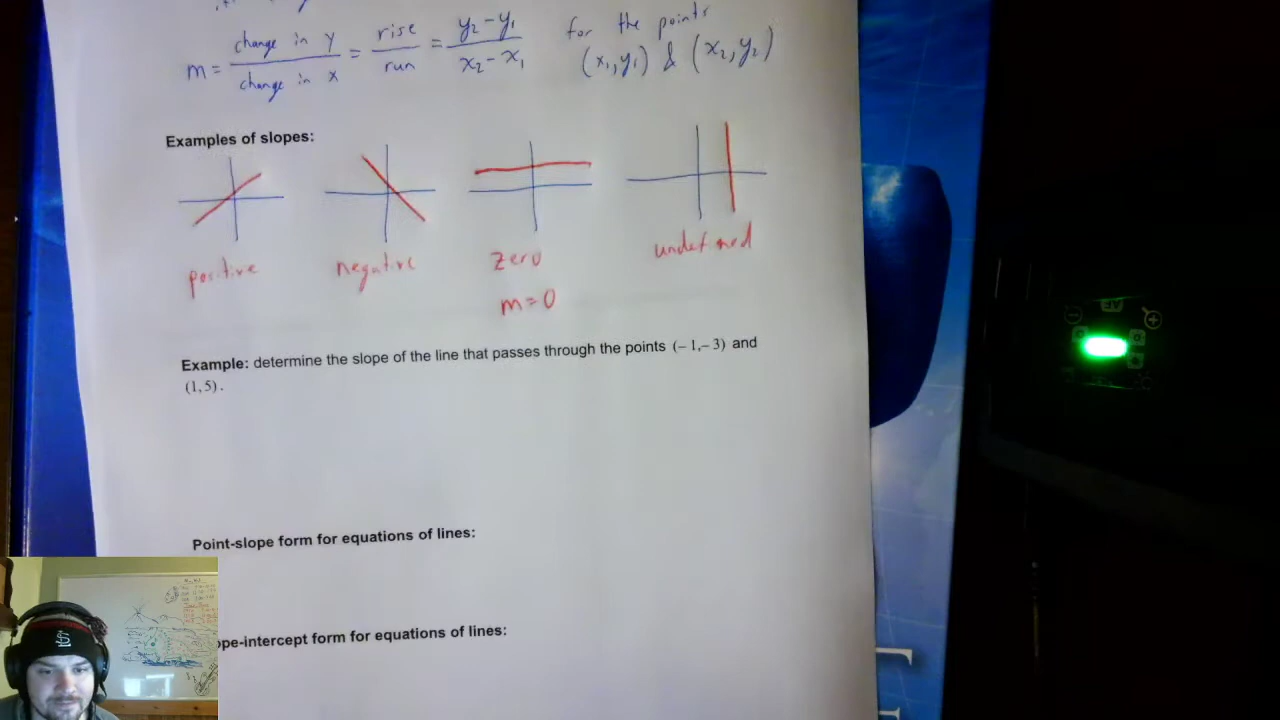 m = change in y / change in x = rise / run = y₂ - y₁ / x₂ - x₁ for the points
(x₁, y₁) & (x₂, y₂)
Examples of slopes:
positive negative zero undefined
m = 0
Example: determine the slope of the line that passes through the points (−1,−3) and
(1,5).
Point-slope form for equations of lines:
ope-intercept form for equations of lines:
AF